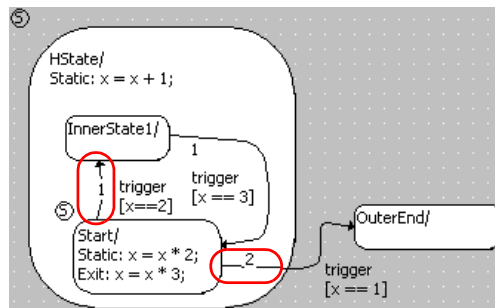 S
HState/
Static: x = x + 1;
InnerState1/
1
1
trigger
[x==2]
trigger
[x == 3]
S
Start/
Static: x = x * 2;
Exit: x = x * 3;
2
OuterEnd/
trigger
[x == 1]